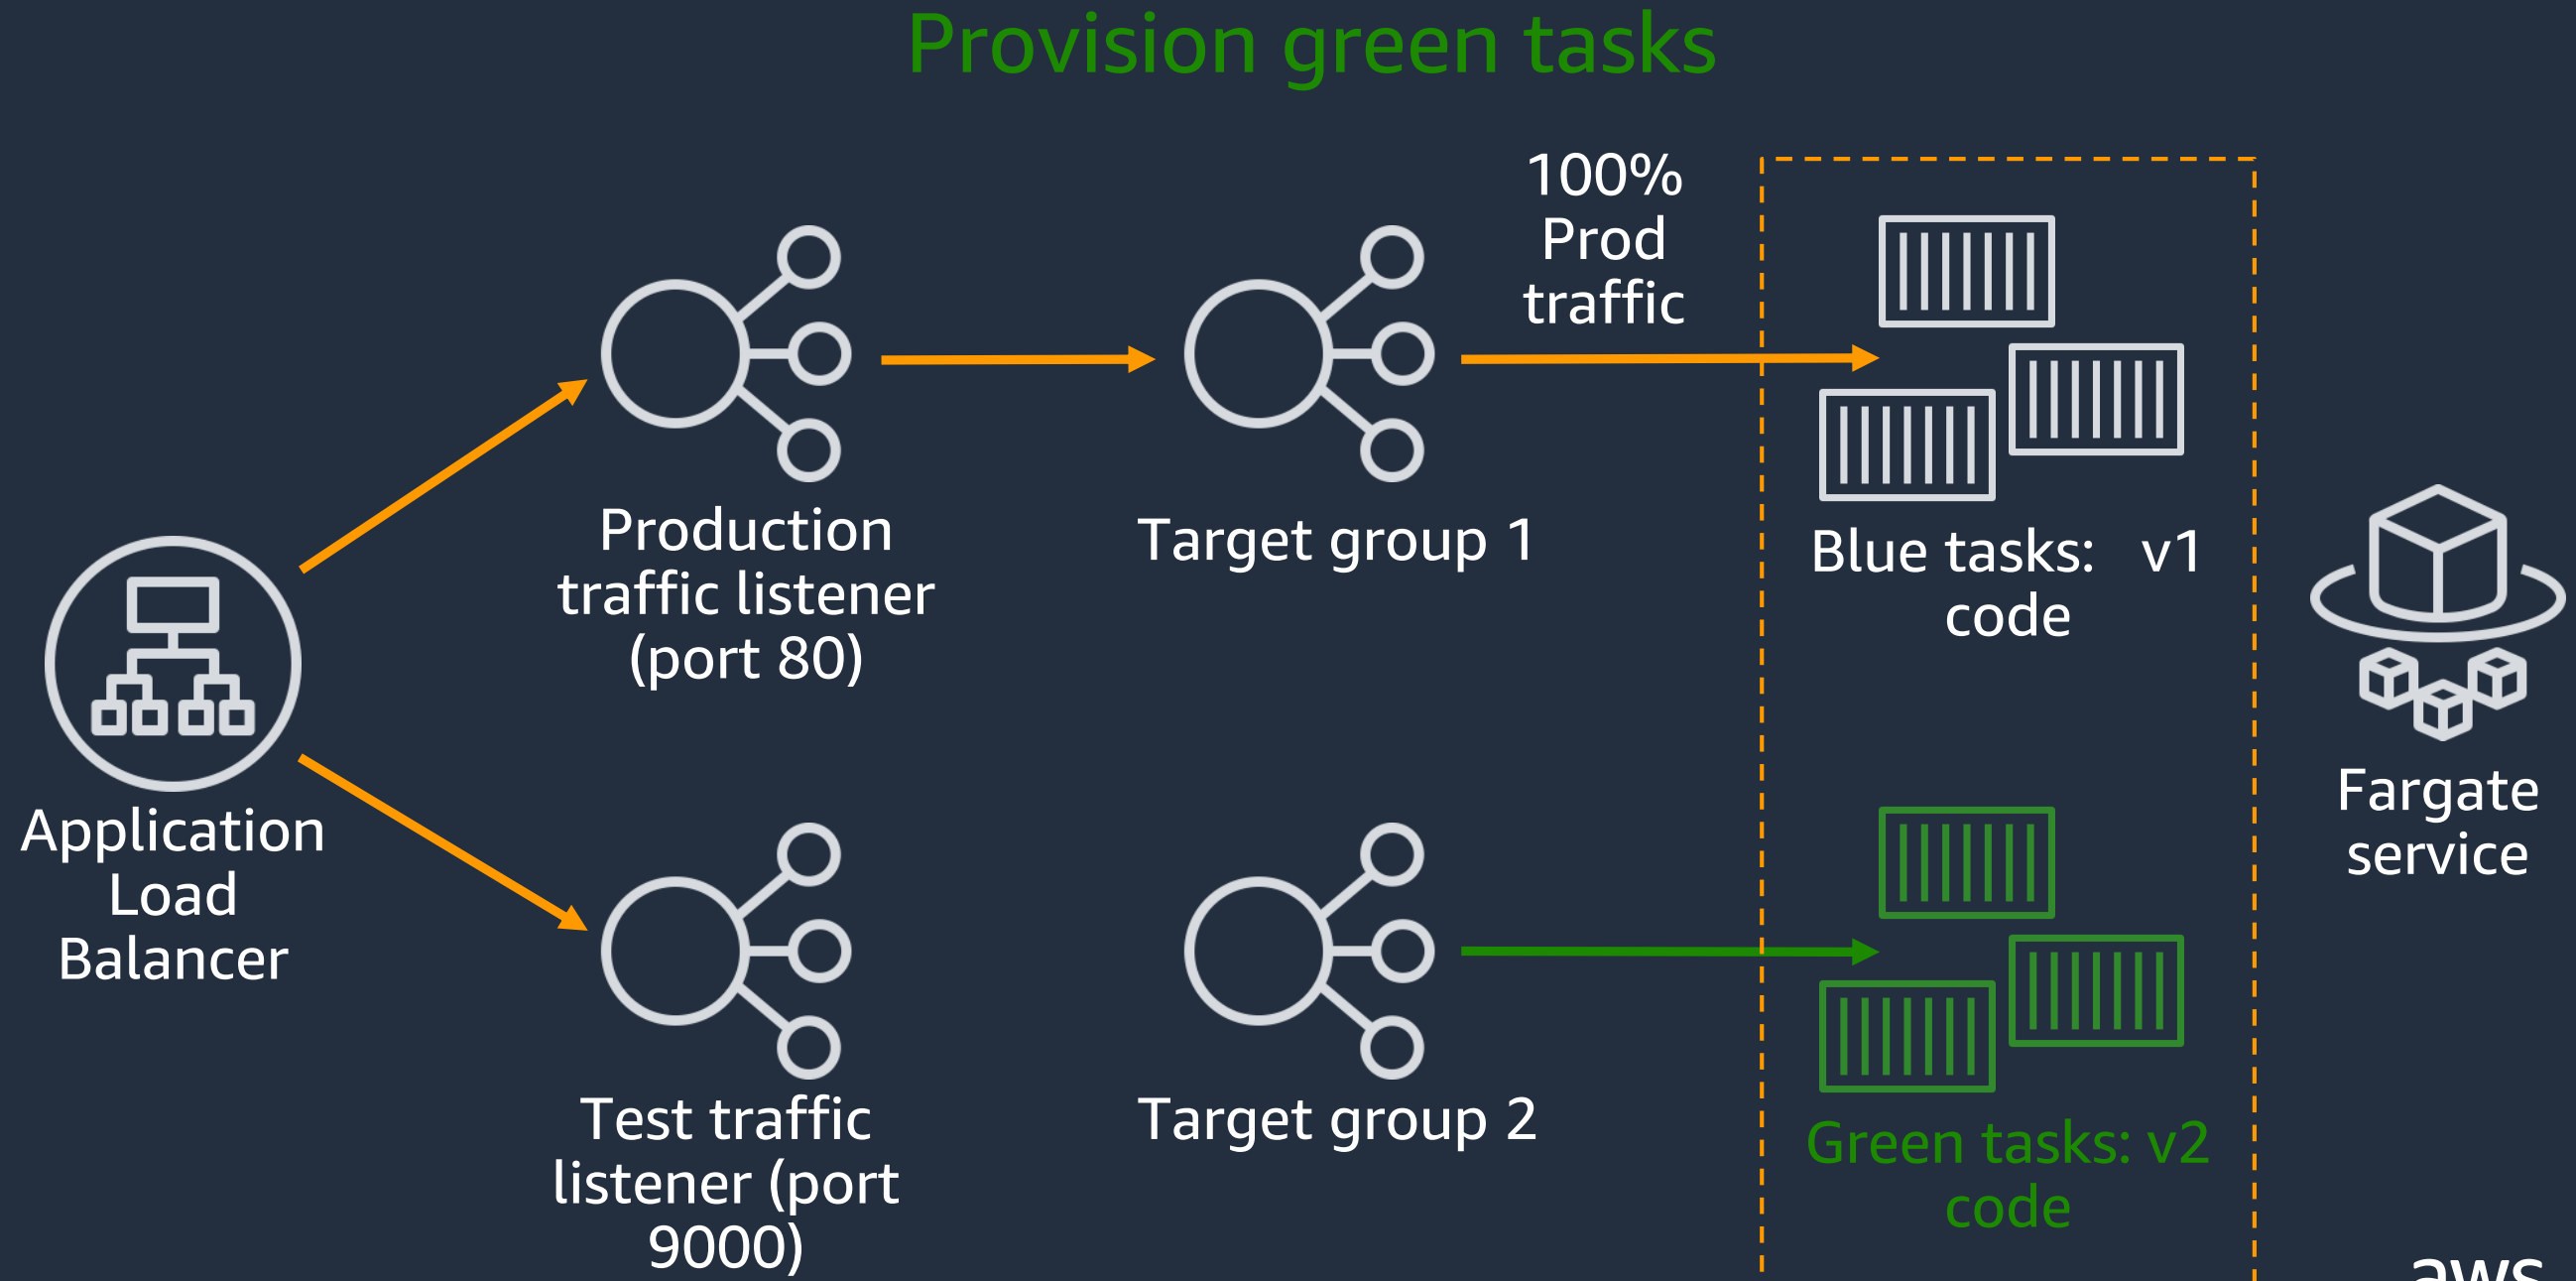 Provision green tasks
100%
Prod
traffic
Production
traffic listener
(port 80)
Target group 1
Blue tasks: v1
code
Application
Load
Balancer
Fargate
service
Test traffic
listener (port
9000)
Target group 2
Green tasks: v2
code
aws